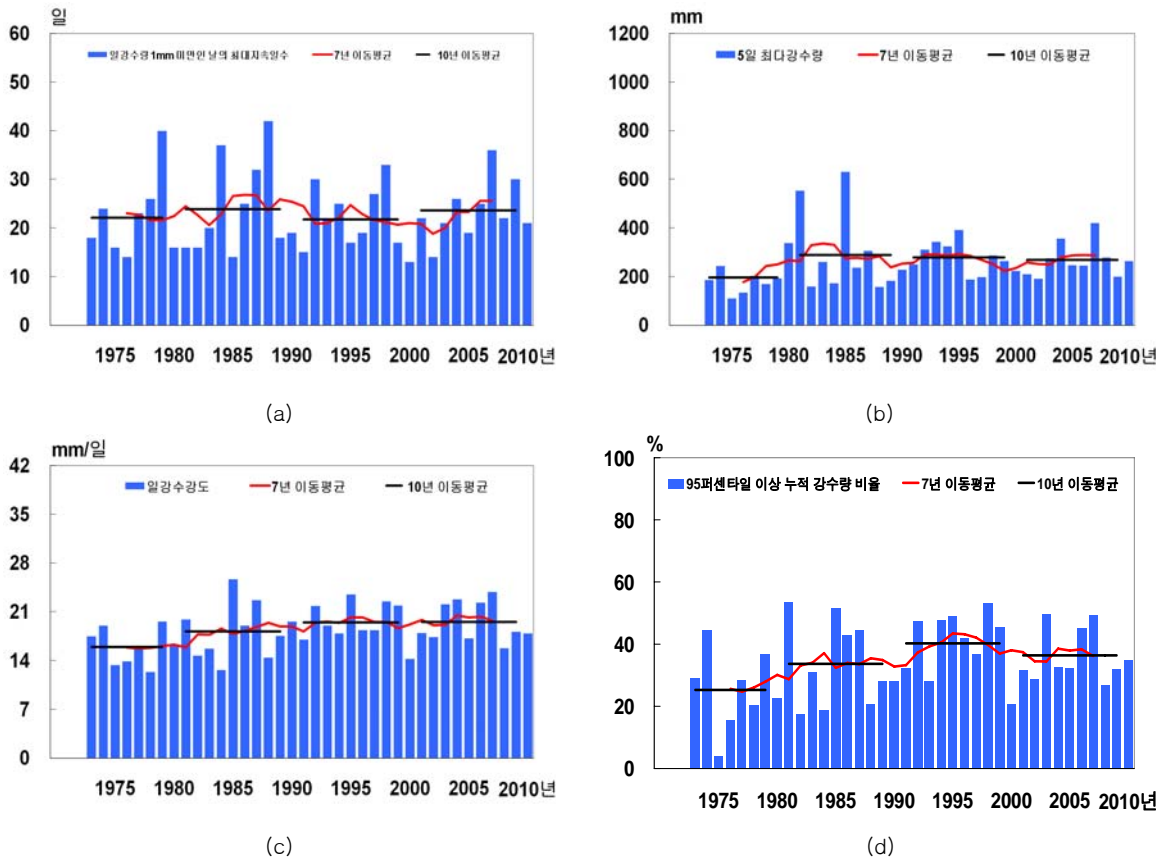 일
60
50
40
30
20
10
0
일강수량 1mm 미만인 날의 최대지속일수 7년 이동평균 10년 이동평균
1975 1980 1985 1990 1995 2000 2005 2010년
(a)
mm
1200
1000
800
600
400
200
0
5일 최다강수량 7년 이동평균 10년 이동평균
1975 1980 1985 1990 1995 2000 2005 2010년
(b)
mm/일
42
35
28
21
14
7
0
일강수강도 7년 이동평균 10년 이동평균
1975 1980 1985 1990 1995 2000 2005 2010년
(c)
%
100
80
60
40
20
0
95퍼센타일 이상 누적 강수량 비율 7년 이동평균 10년 이동평균
1975 1980 1985 1990 1995 2000 2005 2010년
(d)